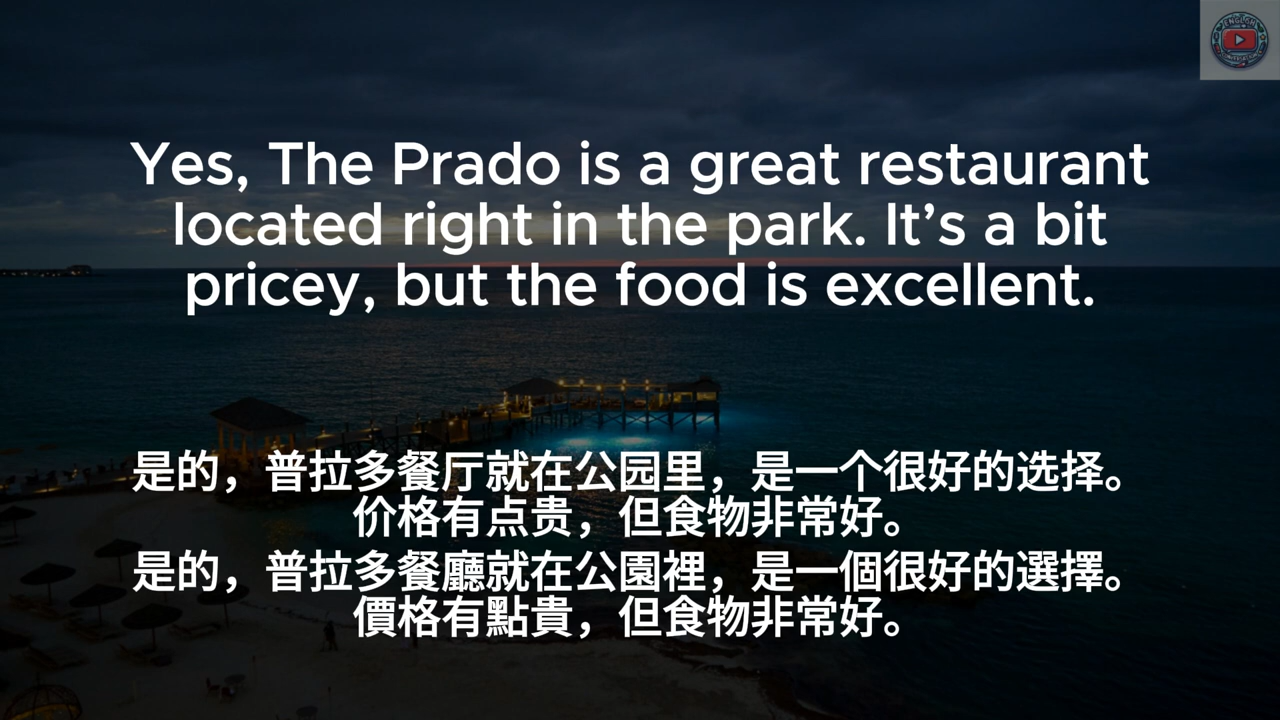 Yes, The Prado is a great restaurant
located right in the park. It’s a bit
pricey, but the food is excellent.
是的，普拉多餐厅就在公园里，是一个很好的选择。
价格有点贵，但食物非常好。
是的，普拉多餐廳就在公園裡，是一個很好的選擇。
價格有點貴，但食物非常好。